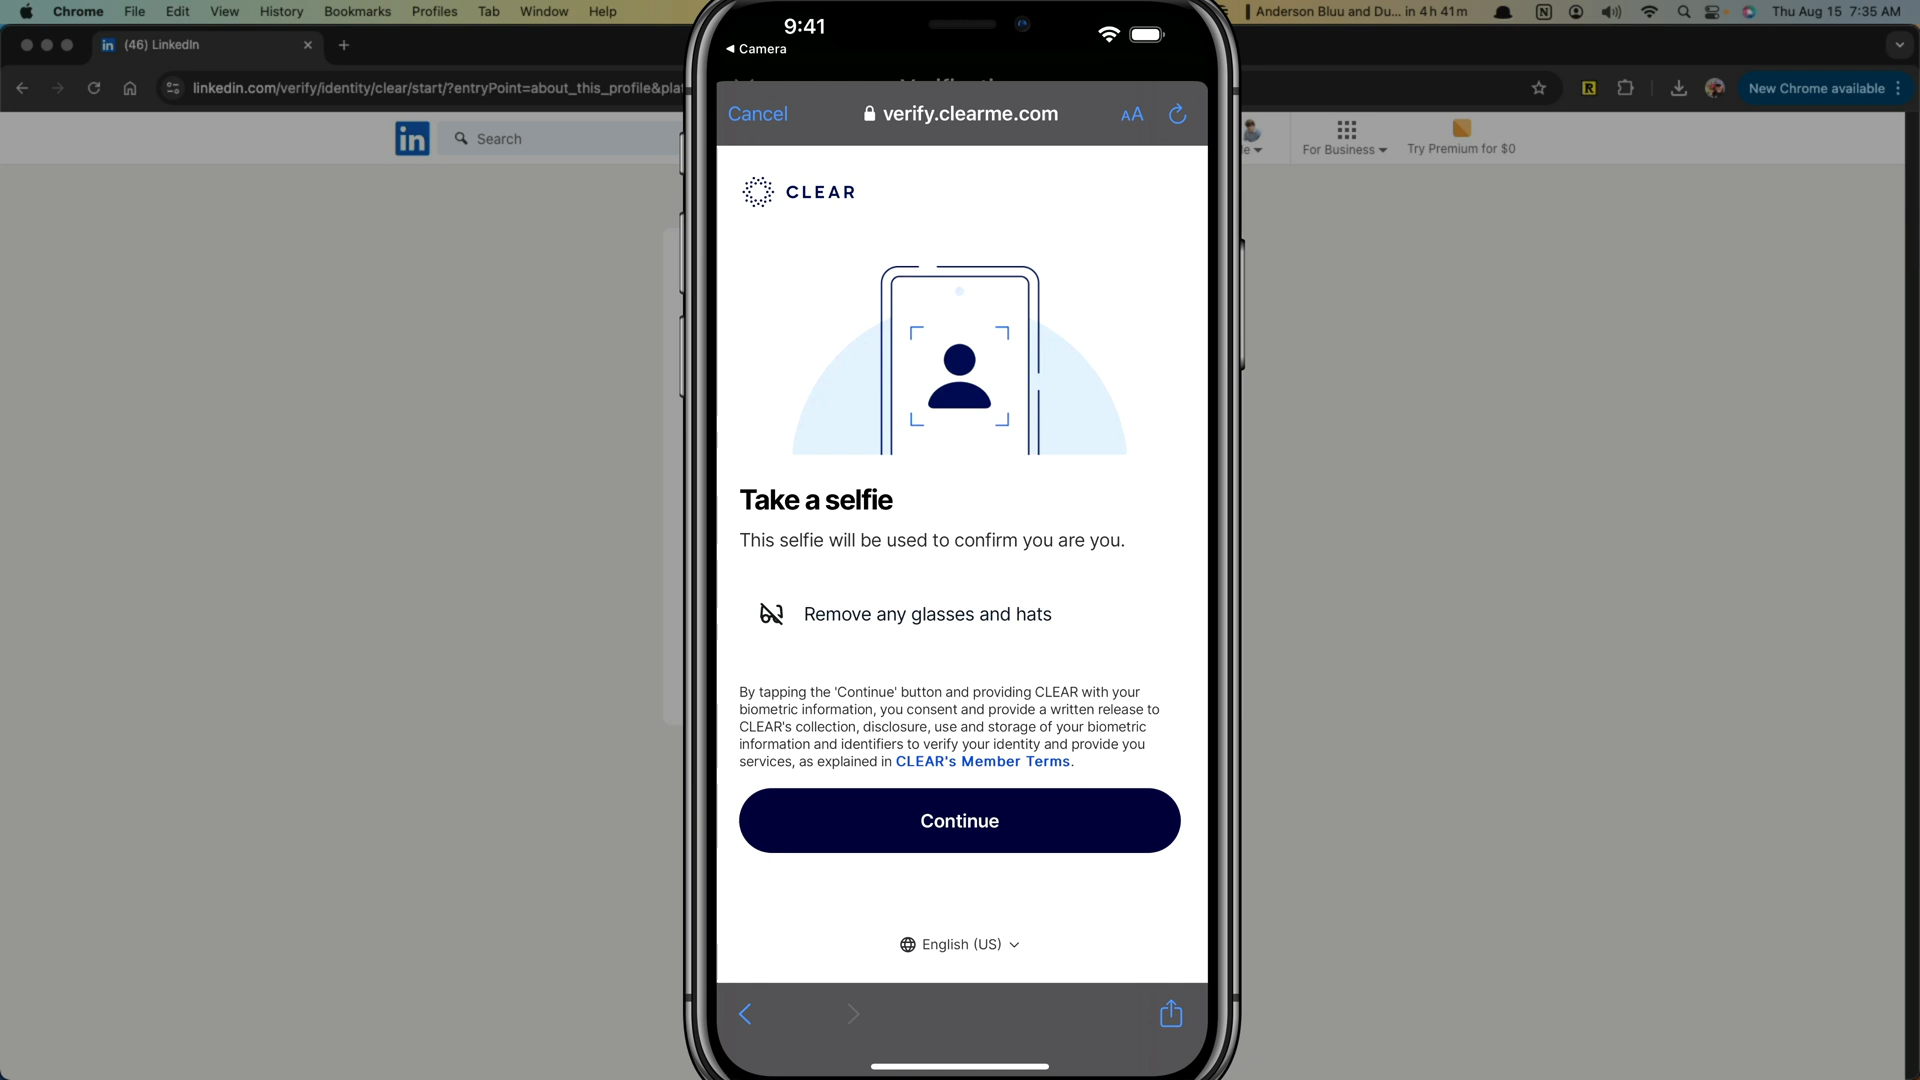 Chrome File Edit View History Bookmarks Profiles Tab Window Help
Anderson Bluu and Du... in 4 h 41 m
Thu Aug 15 7:35 AM
(46) LinkedIn
linkedin.com/verify/identity/clear/start/?entryPoint=about_this_profile&pla
New Chrome available
in
Search
For Business
Try Premium for $0
9:41
Camera
Cancel
verify.clearme.com
AA
CLEAR
Take a selfie
This selfie will be used to confirm you are you.
Remove any glasses and hats
By tapping the 'Continue' button and providing CLEAR with your
biometric information, you consent and provide a written release to
CLEAR's collection, disclosure, use and storage of your biometric
information and identifiers to verify your identity and provide you
services, as explained in CLEAR's Member Terms.
Continue
English (US)